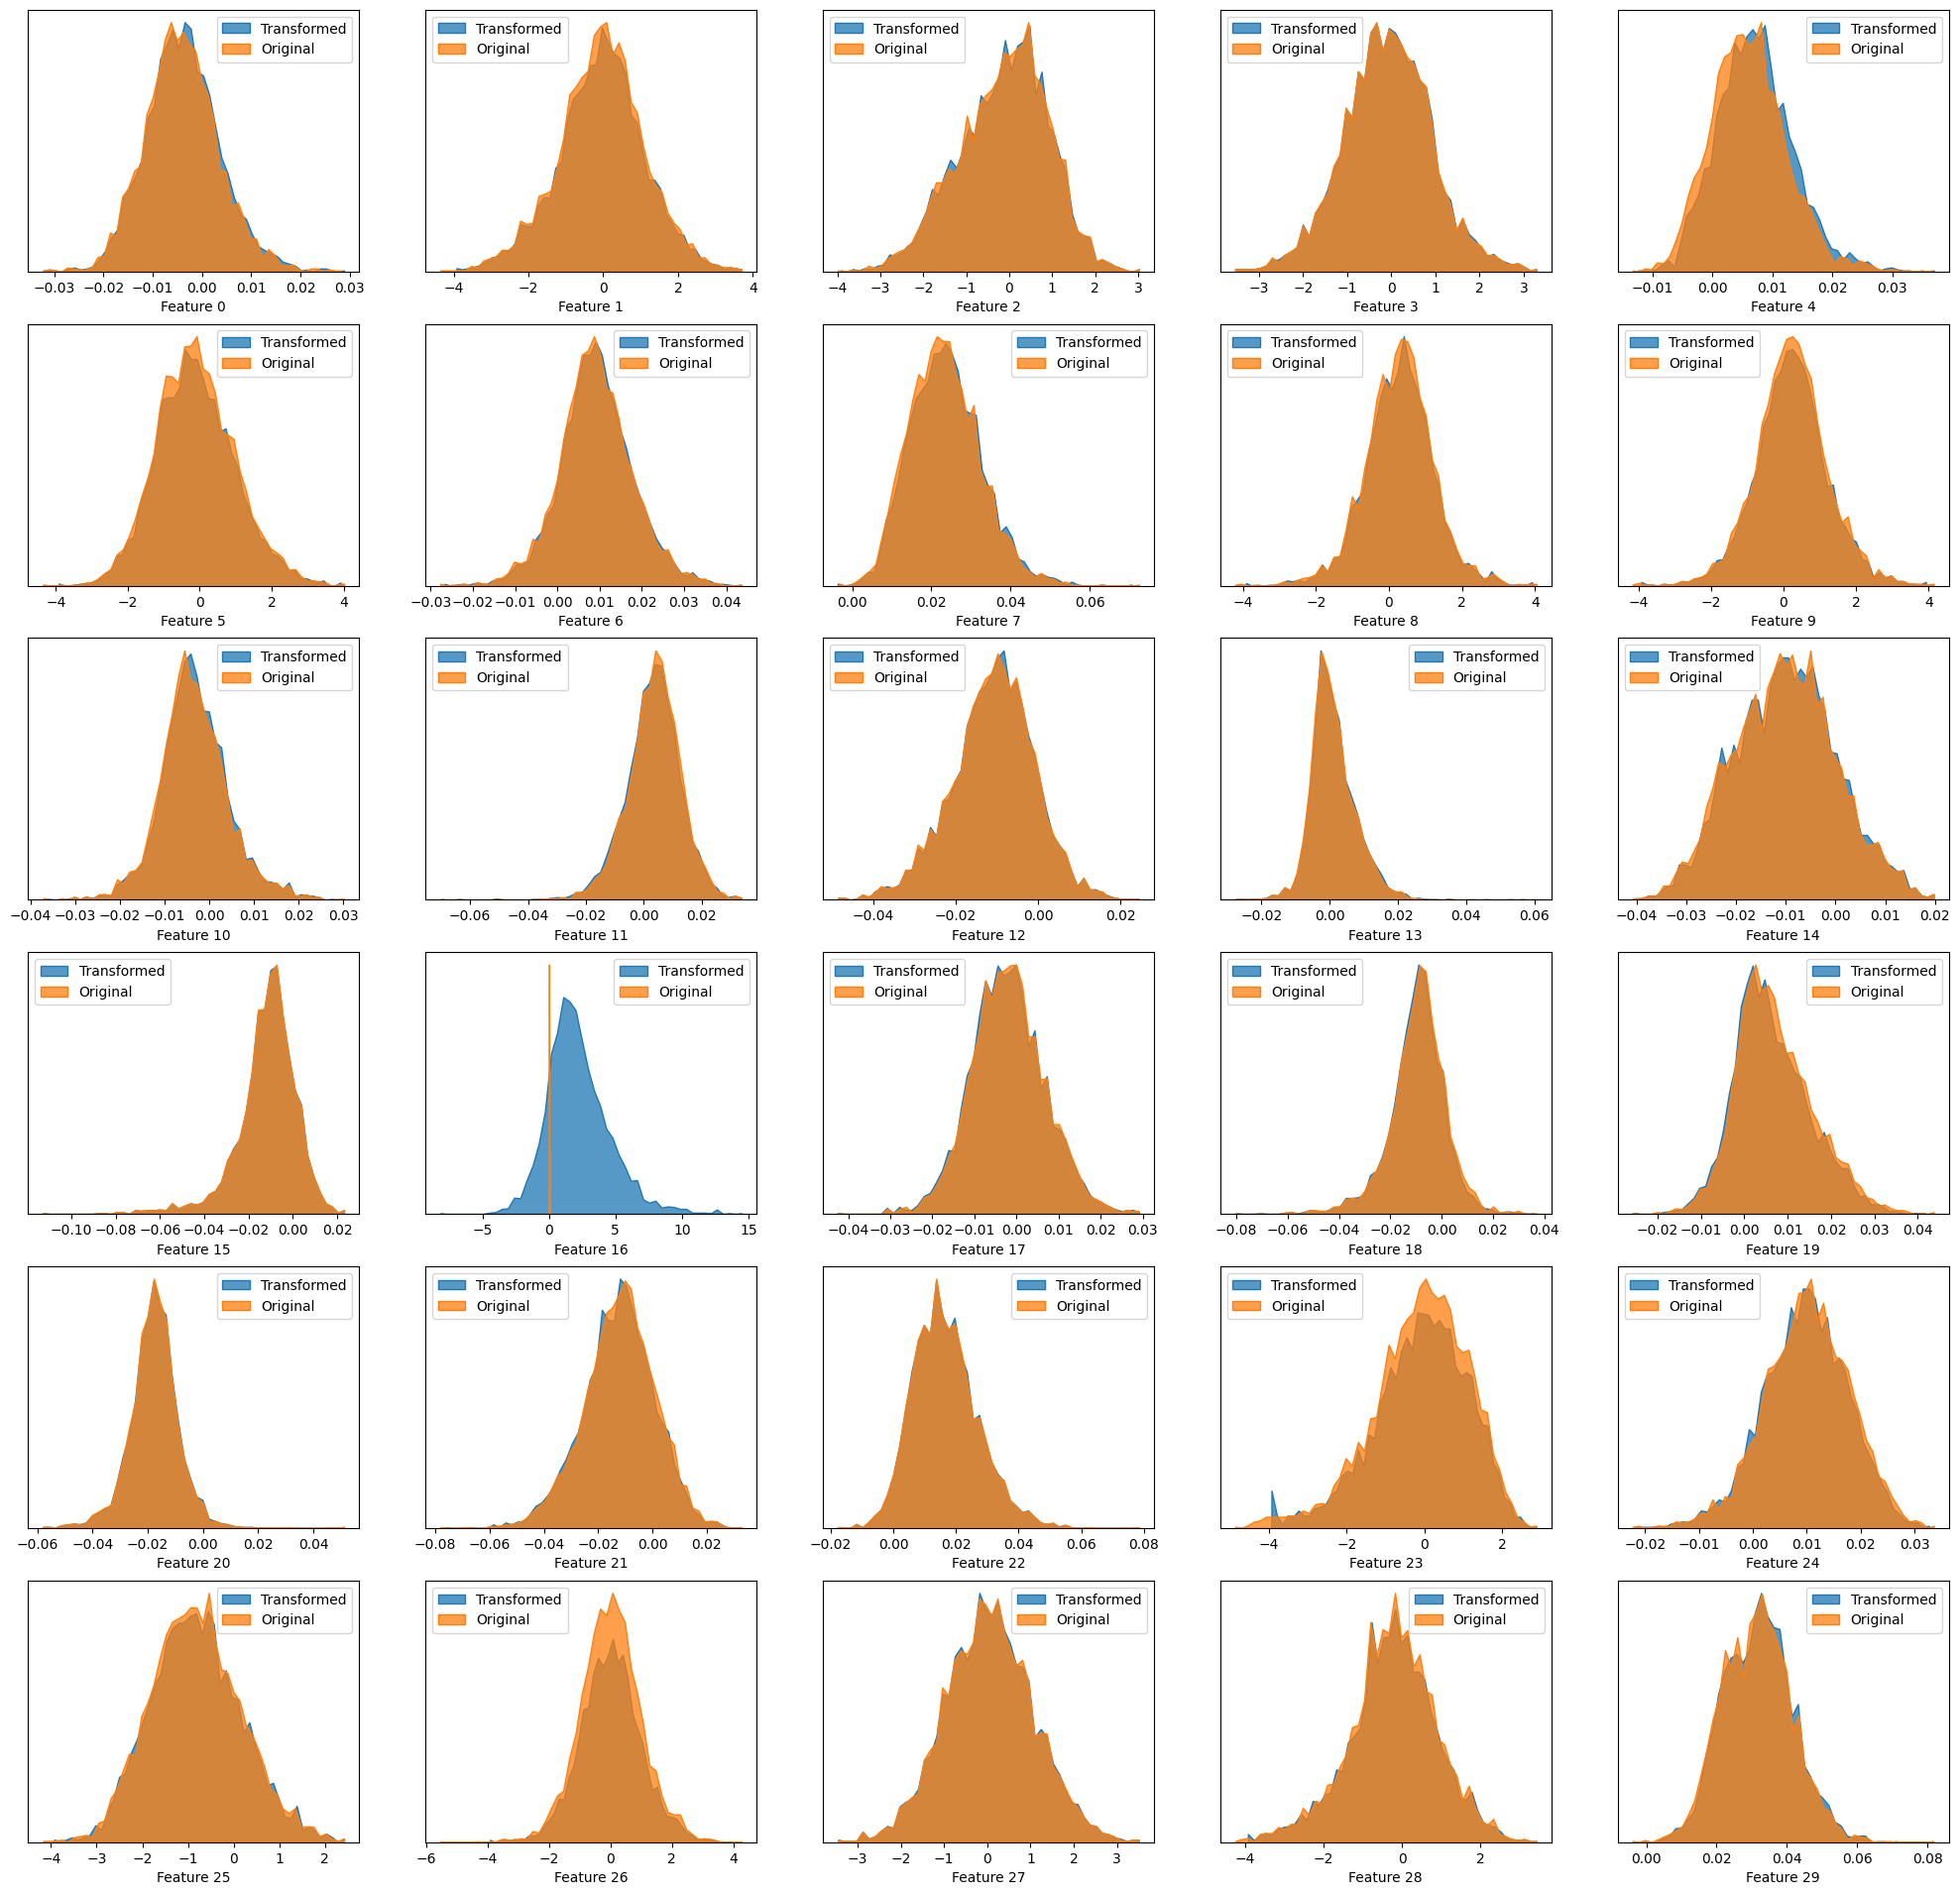 Transformed
Original
−0.03 −0.02 −0.01 0.00 0.01 0.02 0.03
Feature 0
Transformed
Original
−4 −2 0 2 4
Feature 1
Transformed
Original
−4 −3 −2 −1 0 1 2 3
Feature 2
Transformed
Original
−3 −2 −1 0 1 2 3
Feature 3
Transformed
Original
−0.01 0.00 0.01 0.02 0.03
Feature 4
Transformed
Original
−4 −2 0 2 4
Feature 5
Transformed
Original
−0.03 −0.02 −0.01 0.00 0.01 0.02 0.03 0.04
Feature 6
Transformed
Original
0.00 0.02 0.04 0.06
Feature 7
Transformed
Original
−4 −2 0 2 4
Feature 8
Transformed
Original
−4 −2 0 2 4
Feature 9
Transformed
Original
−0.04 −0.03 −0.02 −0.01 0.00 0.01 0.02 0.03
Feature 10
Transformed
Original
−0.06 −0.04 −0.02 0.00 0.02
Feature 11
Transformed
Original
−0.04 −0.02 0.00 0.02
Feature 12
Transformed
Original
−0.02 0.00 0.02 0.04 0.06
Feature 13
Transformed
Original
−0.04 −0.03 −0.02 −0.01 0.00 0.01 0.02
Feature 14
Transformed
Original
−0.10 −0.08 −0.06 −0.04 −0.02 0.00 0.02
Feature 15
Transformed
Original
−5 0 5 10 15
Feature 16
Transformed
Original
−0.04 −0.03 −0.02 −0.01 0.00 0.01 0.02 0.03
Feature 17
Transformed
Original
−0.08 −0.06 −0.04 −0.02 0.00 0.02 0.04
Feature 18
Transformed
Original
−0.02 −0.01 0.00 0.01 0.02 0.03 0.04
Feature 19
Transformed
Original
−0.06 −0.04 −0.02 0.00 0.02 0.04
Feature 20
Transformed
Original
−0.08 −0.06 −0.04 −0.02 0.00 0.02
Feature 21
Transformed
Original
−0.02 0.00 0.02 0.04 0.06 0.08
Feature 22
Transformed
Original
−4 −2 0 2
Feature 23
Transformed
Original
−0.02 −0.01 0.00 0.01 0.02 0.03
Feature 24
Transformed
Original
−4 −3 −2 −1 0 1 2
Feature 25
Transformed
Original
−6 −4 −2 0 2 4
Feature 26
Transformed
Original
−3 −2 −1 0 1 2 3
Feature 27
Transformed
Original
−4 −2 0 2
Feature 28
Transformed
Original
0.00 0.02 0.04 0.06 0.08
Feature 29